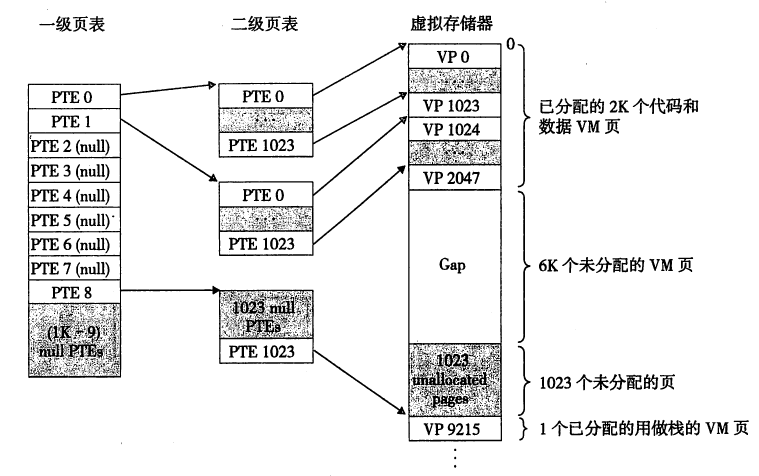 一级页表
二级页表
虚拟存储器
PTE 0
PTE 1
PTE 2 (null)
PTE 3 (null)
PTE 4 (null)
PTE 5 (null)
PTE 6 (null)
PTE 7 (null)
PTE 8
(1K - 9)
null PTEs
PTE 0
...
PTE 1023
PTE 0
...
PTE 1023
1023 null
PTEs
PTE 1023
0
VP 0
...
VP 1023
VP 1024
...
VP 2047
Gap
1023
unallocated
pages
VP 9215
⋮
已分配的 2K 个代码和
数据 VM 页
6K 个未分配的 VM 页
1023 个未分配的页
1 个已分配的用做栈的 VM 页